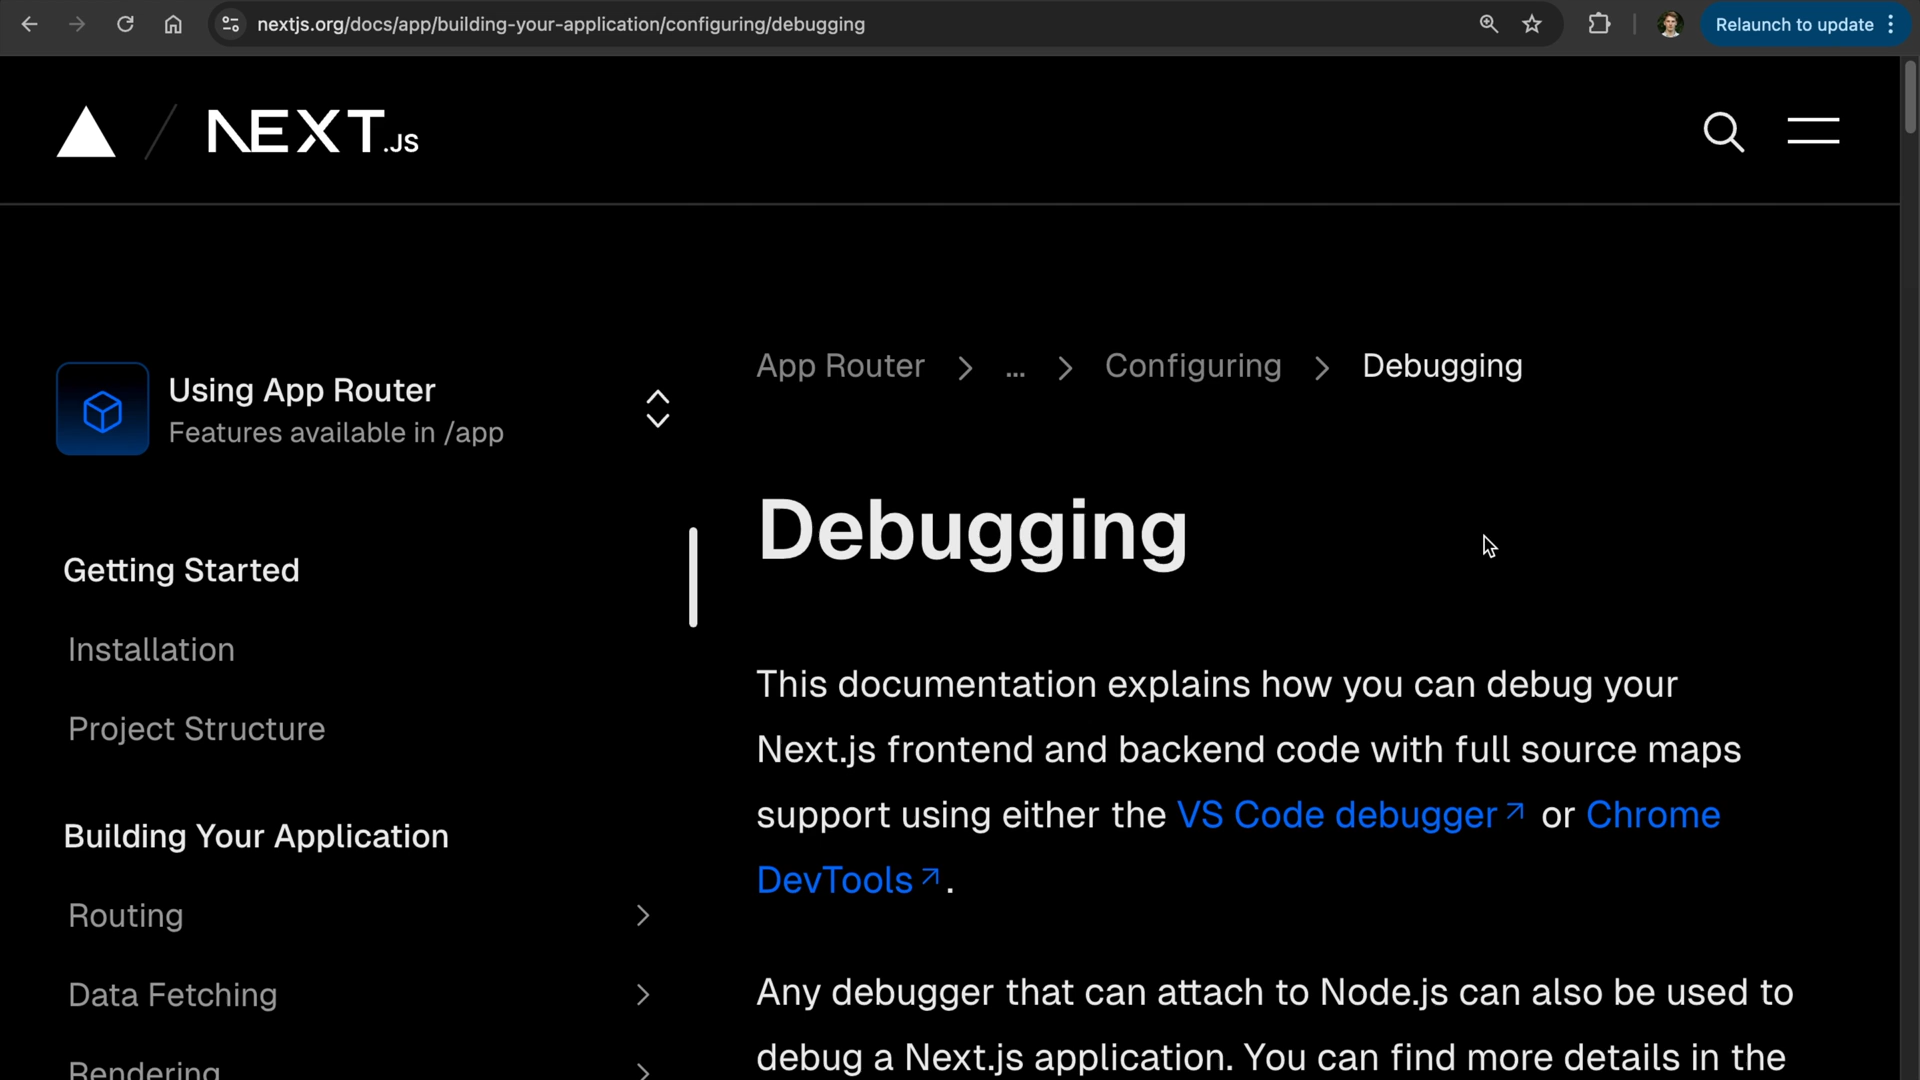 nextjs.org/docs/app/building-your-application/configuring/debugging
Relaunch to update
NEXT.JS
Using App Router
Features available in /app
Getting Started
Installation
Project Structure
Building Your Application
Routing
Data Fetching
Rendering
App Router > ... > Configuring > Debugging
Debugging
This documentation explains how you can debug your
Next.js frontend and backend code with full source maps
support using either the VS Code debugger↗ or Chrome
DevTools↗.
Any debugger that can attach to Node.js can also be used to
debug a Next.js application. You can find more details in the